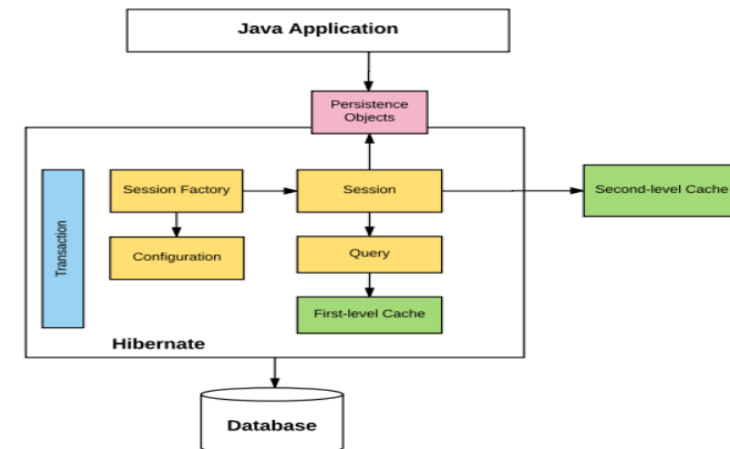 Java Application
Persistence
Objects
Transaction
Session Factory
Session
Second-level Cache
Configuration
Query
First-level Cache
Hibernate
Database